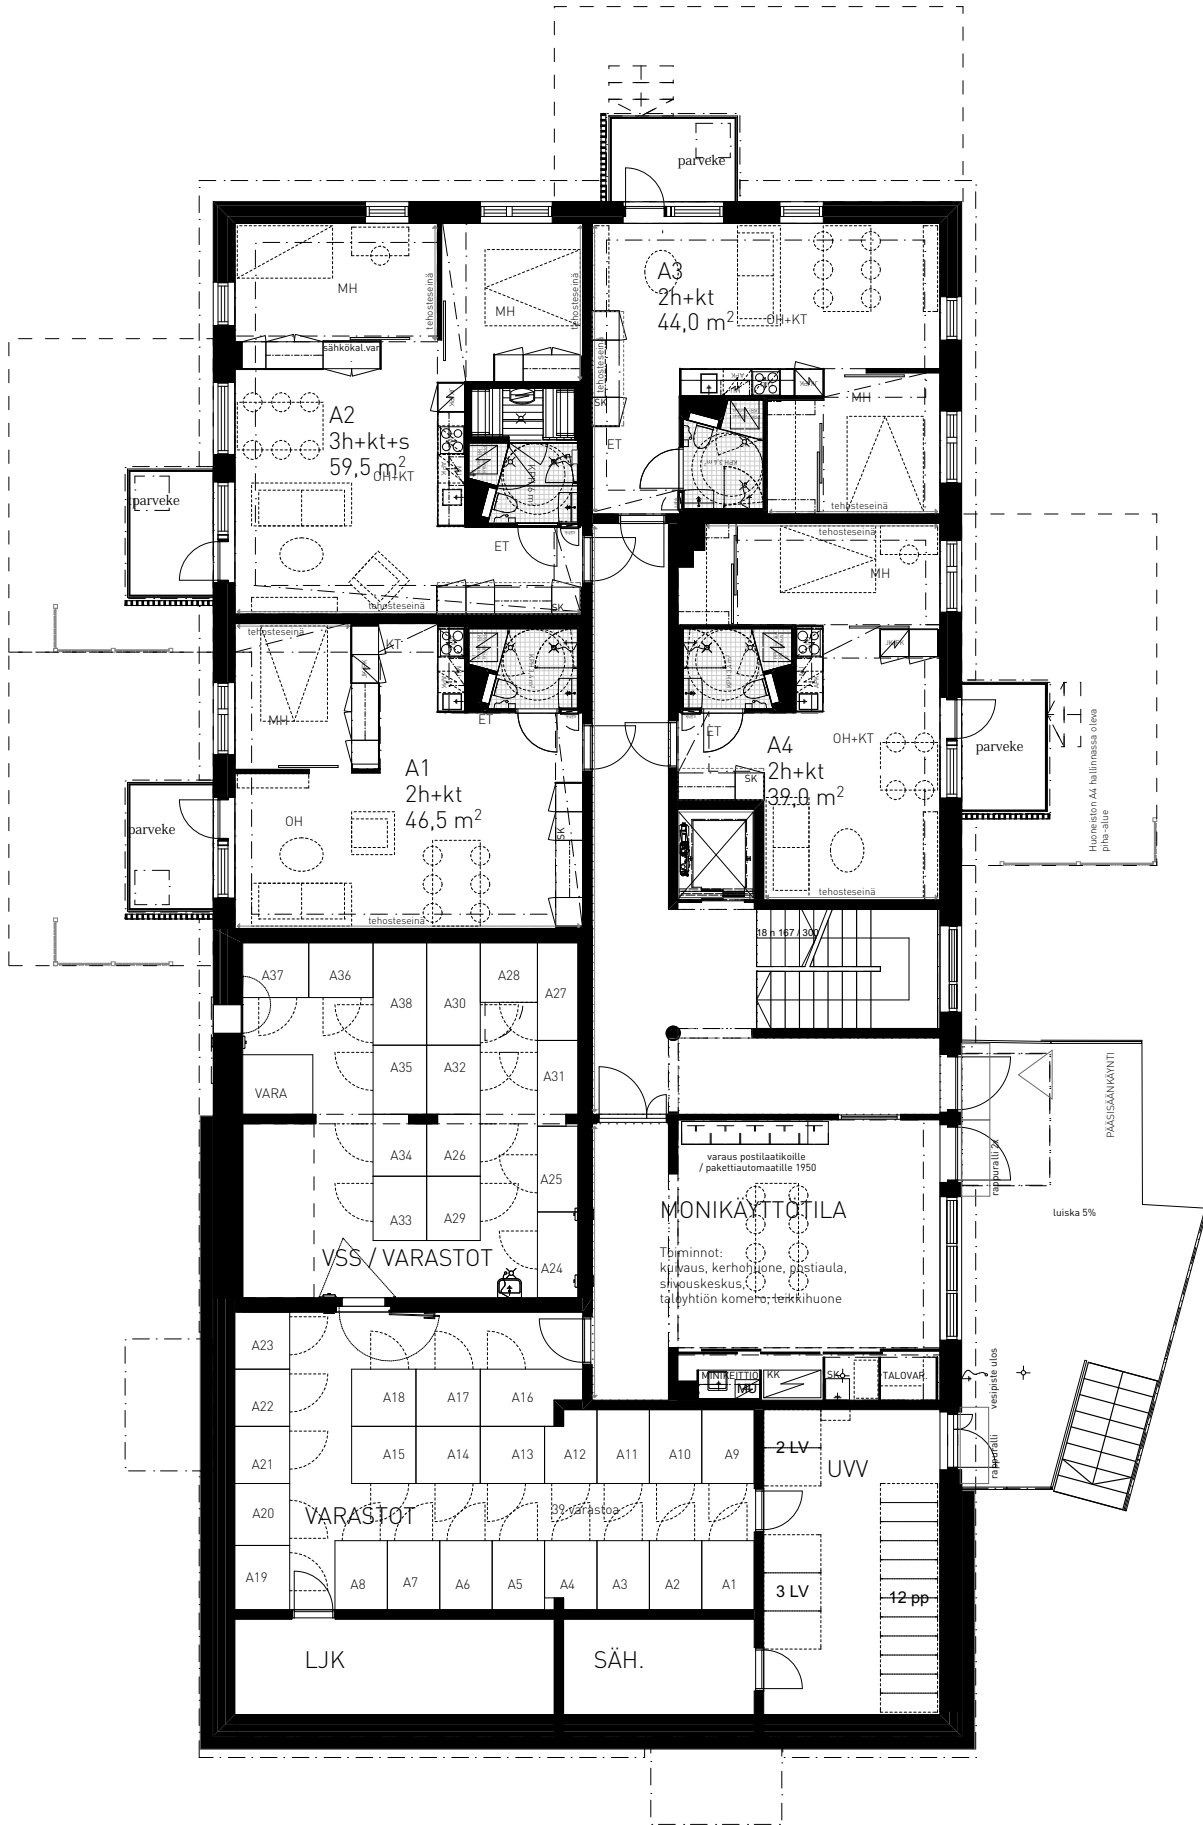 parveke
A3
2h+kt
44,0 m²
OH+KT
tehosteseinä
SK
ET
MH
tehosteseinä
MH
tehosteseinä
MH
tehosteseinä
sähkökal.var
A2
3h+kt+s
59,5 m²
OH+KT
parveke
ET
SK
tehosteseinä
tehosteseinä
MH
tehosteseinä
KT
MH
ET
A1
2h+kt
46,5 m²
OH
SK
parveke
tehosteseinä
ET
A4
2h+kt
39,0 m²
OH+KT
SK
tehosteseinä
parveke
Huoneiston A4 hallinnassa oleva
piha-alue
18 n 167 / 300
A37
A36
A38
A30
A28
A27
A35
A32
A31
VARA
A34
A26
A25
A33
A29
A24
VSS / VARASTOT
PÄÄSISÄÄNKÄYNTI
rappuralli 2x
luiska 5%
varaus postilaatikoille
/ pakettiautomaatille 1950
MONIKÄYTTÖTILA
Toiminnot:
kuivaus, kerhohuone, postiaula,
siivouskeskus,
taloyhtiön komero, leikkihuone
MINIKEITTIÖ
MU
KK
SK
TALOVAR.
vesipiste ulos
rappuralli
A23
A22
A21
A20
A19
A18
A17
A16
A15
A14
A13
A12
A11
A10
A9
VARASTOT
39 varastoa
A8
A7
A6
A5
A4
A3
A2
A1
2 LV
UVV
3 LV
12 pp
LJK
SÄH.